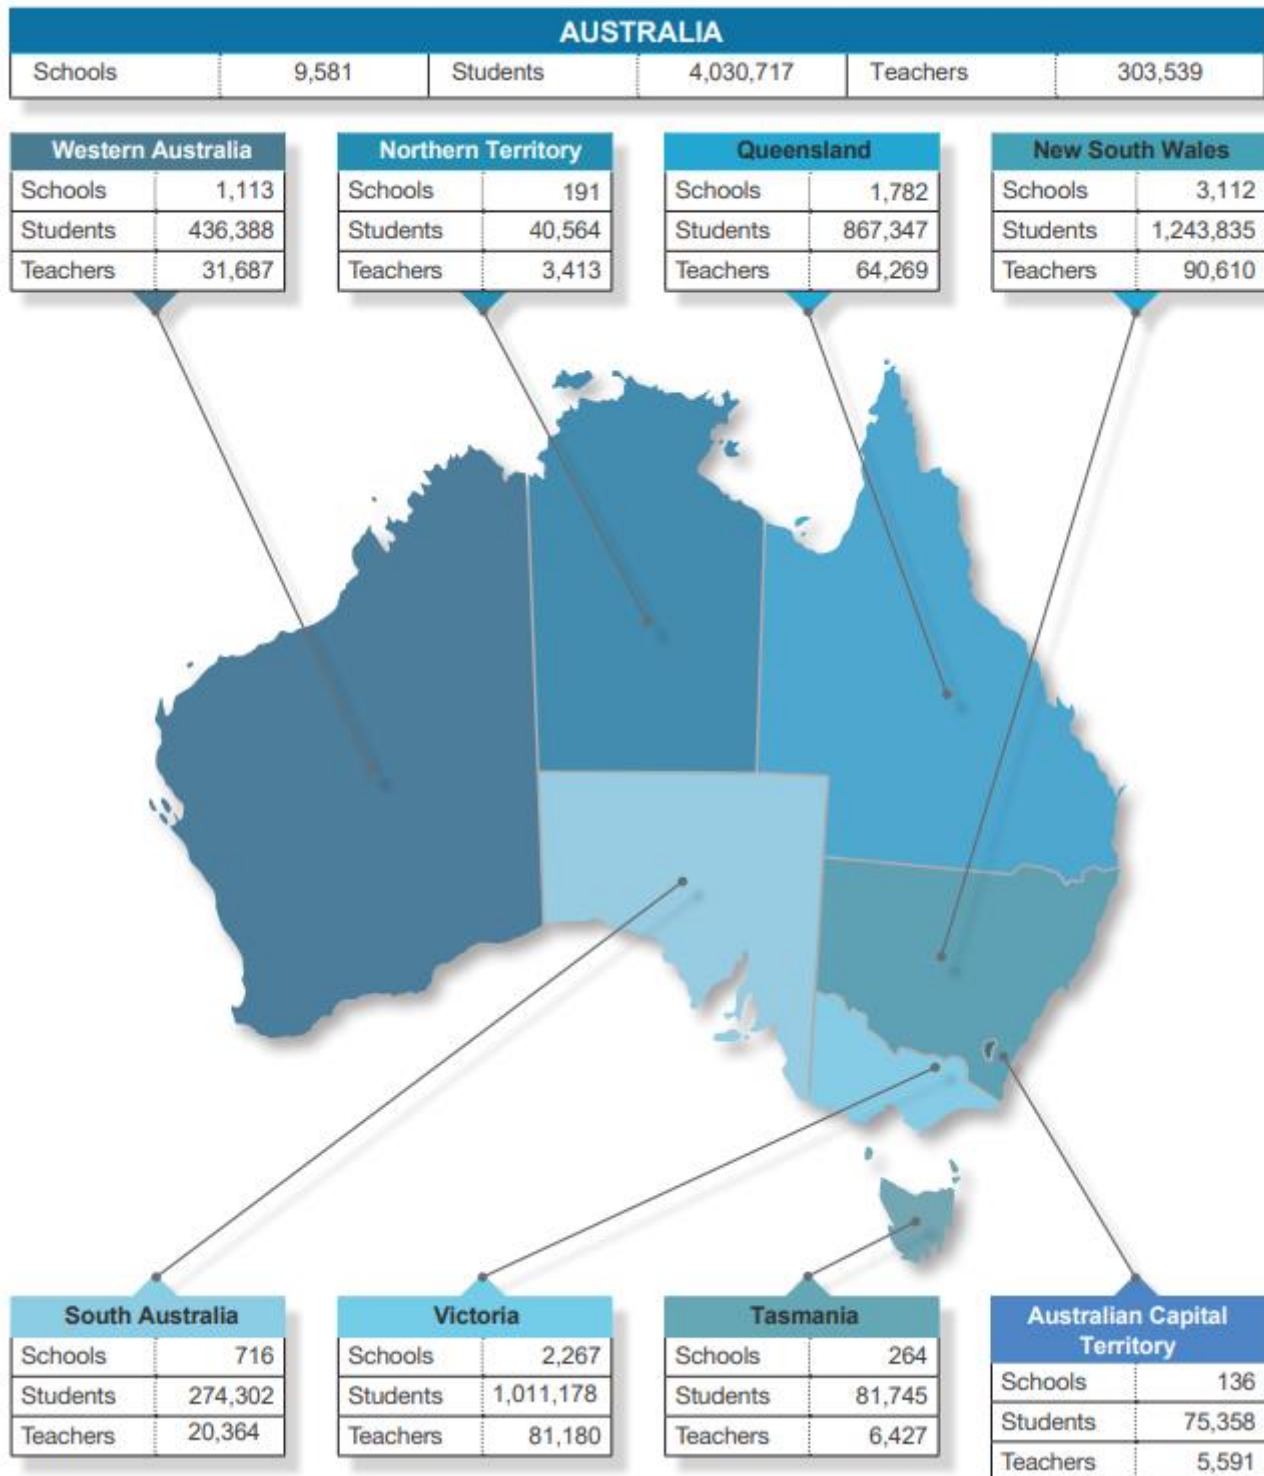 AUSTRALIA
Schools 9,581 Students 4,030,717 Teachers 303,539
Western Australia
Schools 1,113
Students 436,388
Teachers 31,687
Northern Territory
Schools 191
Students 40,564
Teachers 3,413
Queensland
Schools 1,782
Students 867,347
Teachers 64,269
New South Wales
Schools 3,112
Students 1,243,835
Teachers 90,610
South Australia
Schools 716
Students 274,302
Teachers 20,364
Victoria
Schools 2,267
Students 1,011,178
Teachers 81,180
Tasmania
Schools 264
Students 81,745
Teachers 6,427
Australian Capital
Territory
Schools 136
Students 75,358
Teachers 5,591